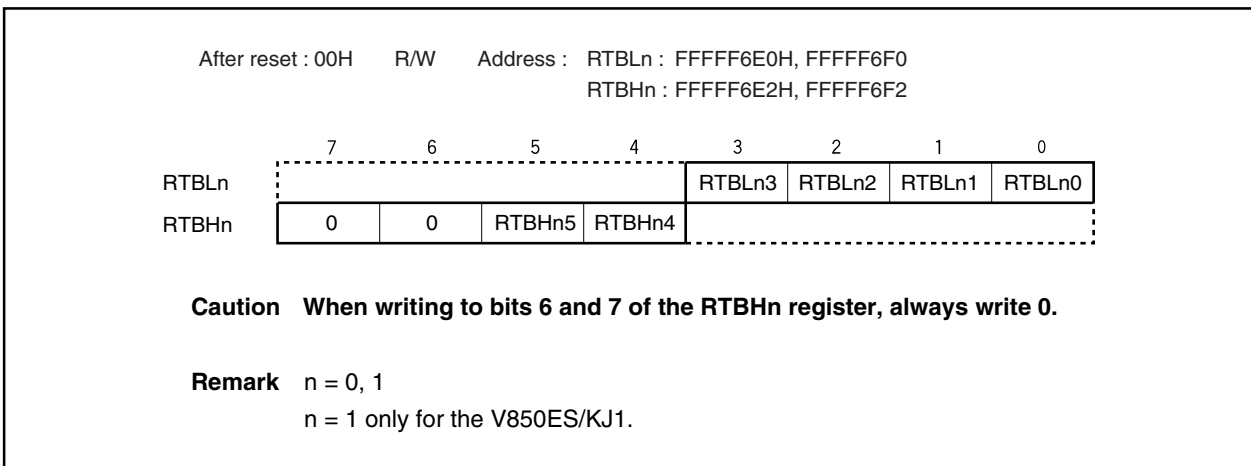 After reset : 00H R/W Address : RTBLn : FFFFF6E0H, FFFFF6F0
RTBHn : FFFFF6E2H, FFFFF6F2
7 6 5 4 3 2 1 0
RTBLn RTBLn3 RTBLn2 RTBLn1 RTBLn0
RTBHn 0 0 RTBHn5 RTBHn4
Caution When writing to bits 6 and 7 of the RTBHn register, always write 0.
Remark n = 0, 1
n = 1 only for the V850ES/KJ1.